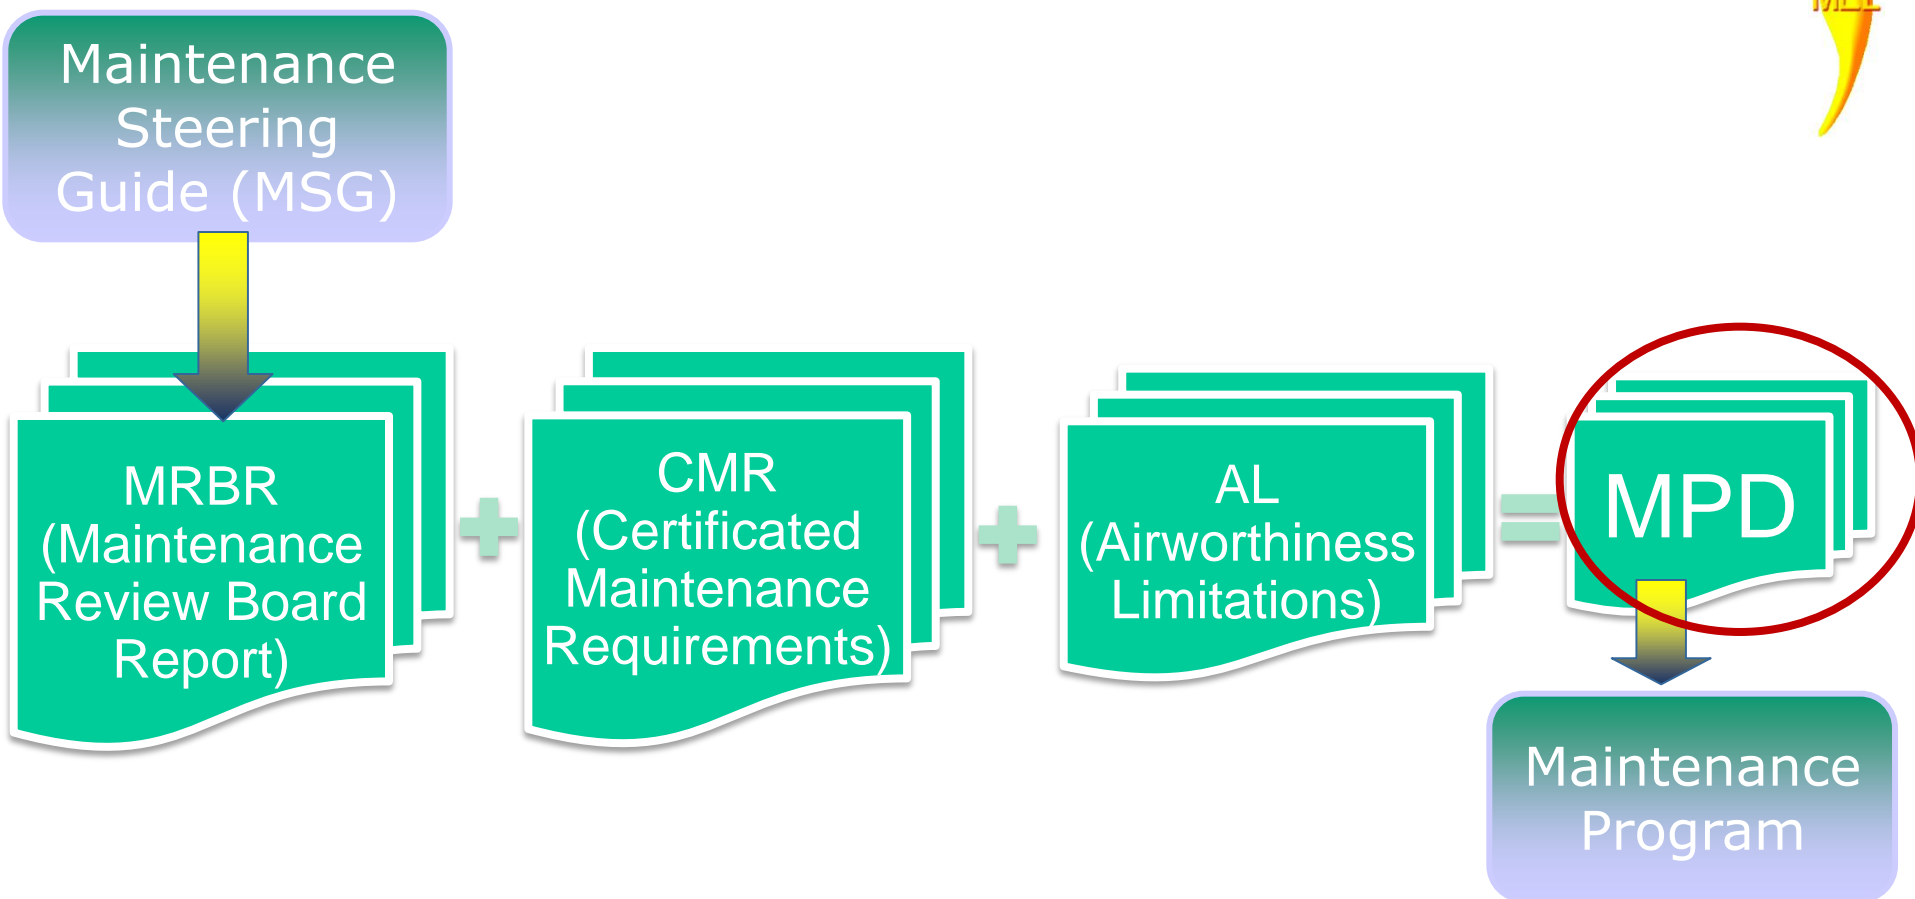 Maintenance
Steering
Guide (MSG)
MRBR
(Maintenance
Review Board
Report)
CMR
(Certificated
Maintenance
Requirements)
AL
(Airworthiness
Limitations)
MPD
Maintenance
Program